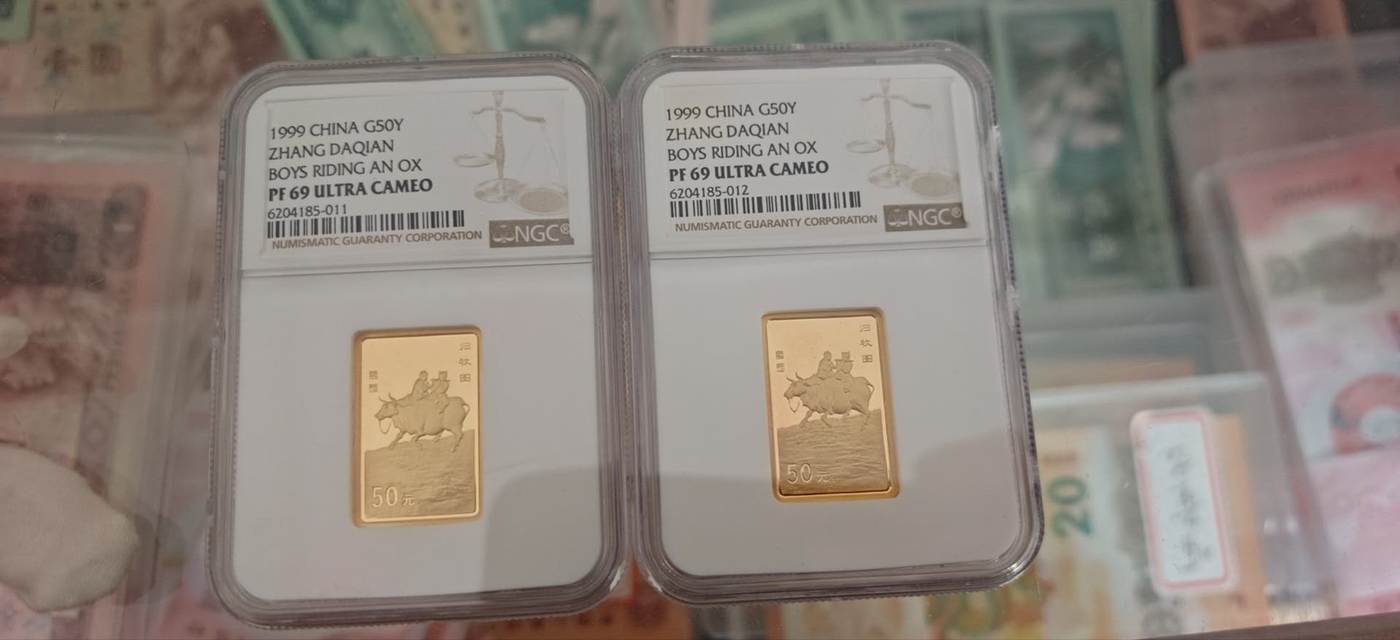 1999 CHINA G50Y
ZHANG DAQIAN
BOYS RIDING AN OX
PF 69 ULTRA CAMEO
6204185-011
NUMISMATIC GUARANTY CORPORATION
NGC®
归牧图
50元
1999 CHINA G50Y
ZHANG DAQIAN
BOYS RIDING AN OX
PF 69 ULTRA CAMEO
6204185-012
NUMISMATIC GUARANTY CORPORATION
NGC®
归牧图
50元
壹圆
20